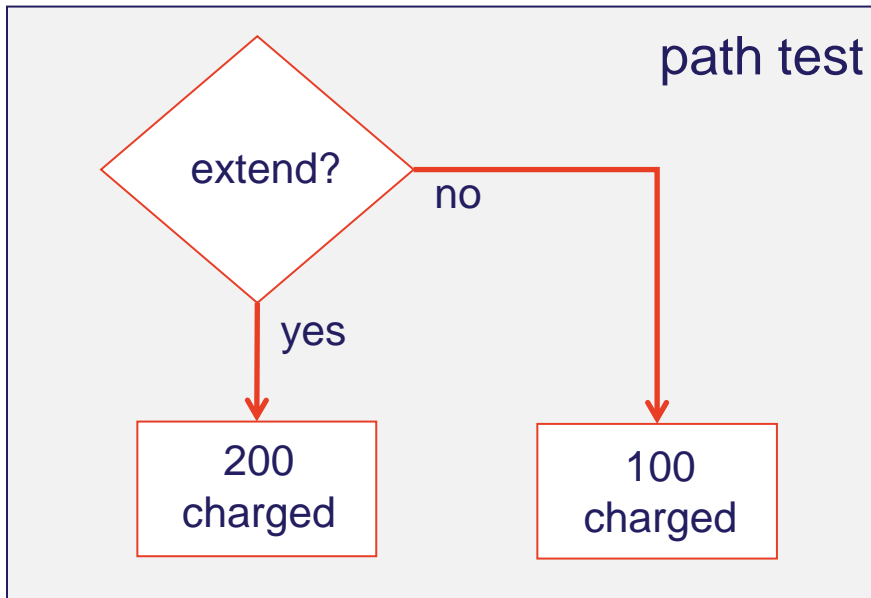 path test
extend?
no
yes
200
charged
100
charged